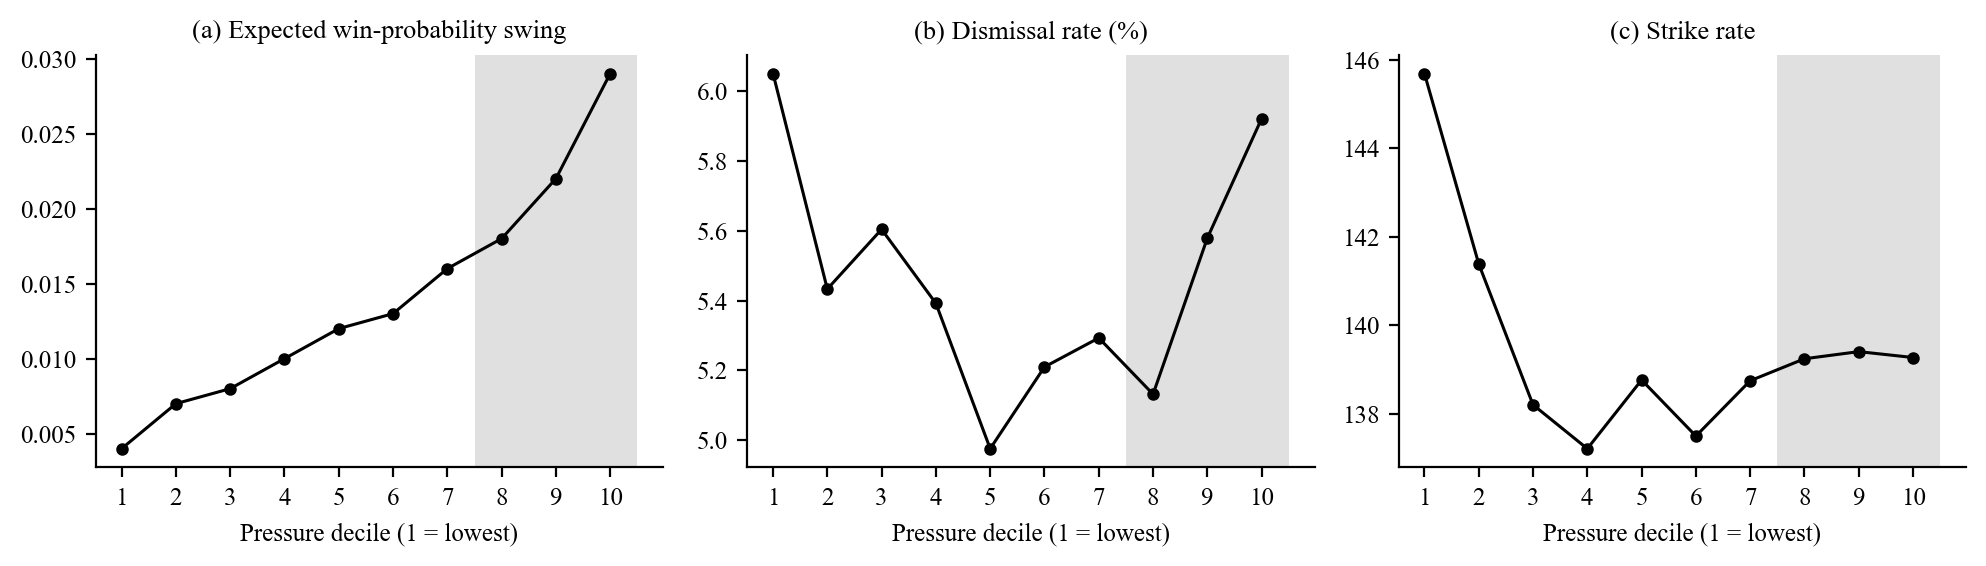 (a) Expected win-probability swing
0.030
0.025
0.020
0.015
0.010
0.005
1 2 3 4 5 6 7 8 9 10
Pressure decile (1 = lowest)
(b) Dismissal rate (%)
6.0
5.8
5.6
5.4
5.2
5.0
1 2 3 4 5 6 7 8 9 10
Pressure decile (1 = lowest)
(c) Strike rate
146
144
142
140
138
1 2 3 4 5 6 7 8 9 10
Pressure decile (1 = lowest)